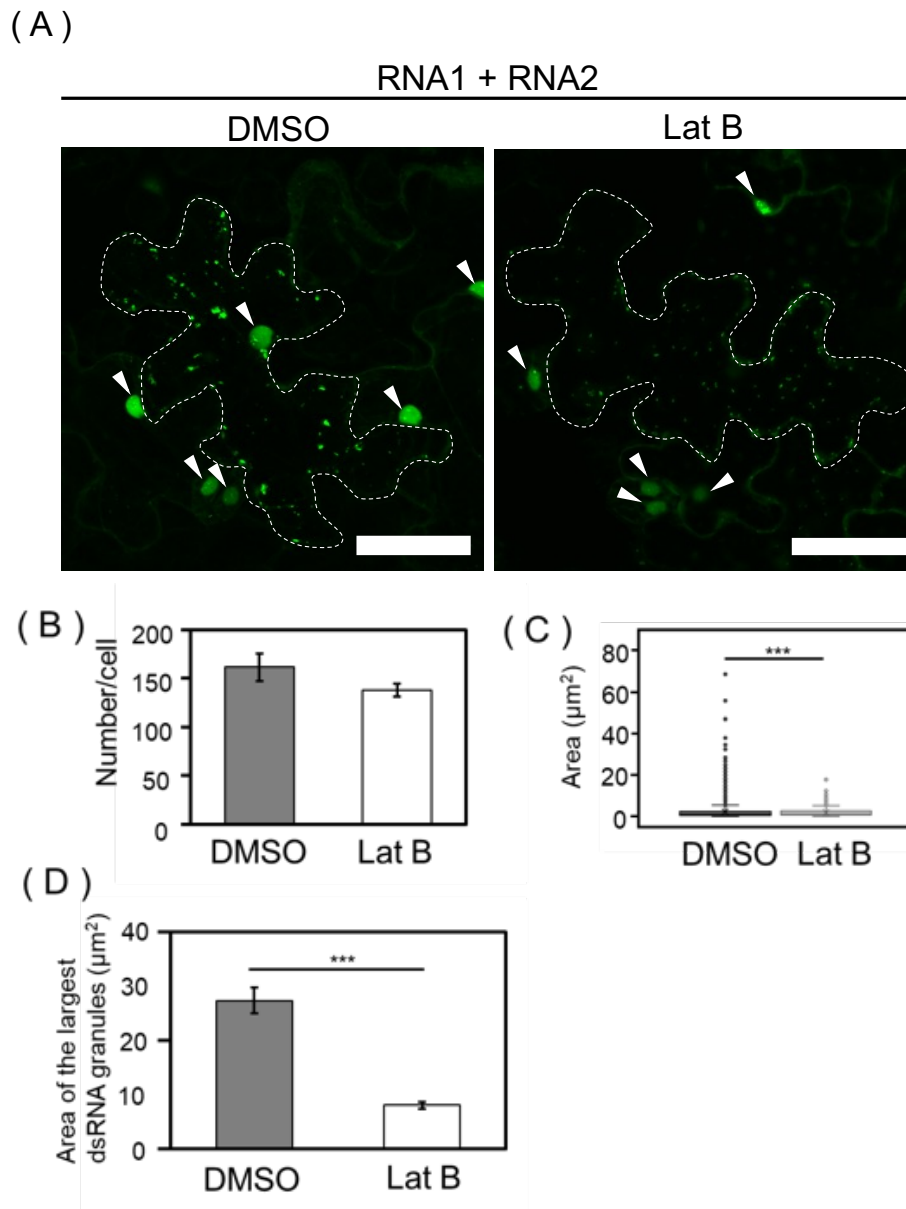 ( A )
RNA1 + RNA2
DMSO
Lat B
( B )
Number/cell
200
150
100
50
0
DMSO
Lat B
( C )
Area (μm²)
80
60
40
20
0
***
DMSO
Lat B
( D )
Area of the largest
dsRNA granules (μm²)
40
30
20
10
0
***
DMSO
Lat B